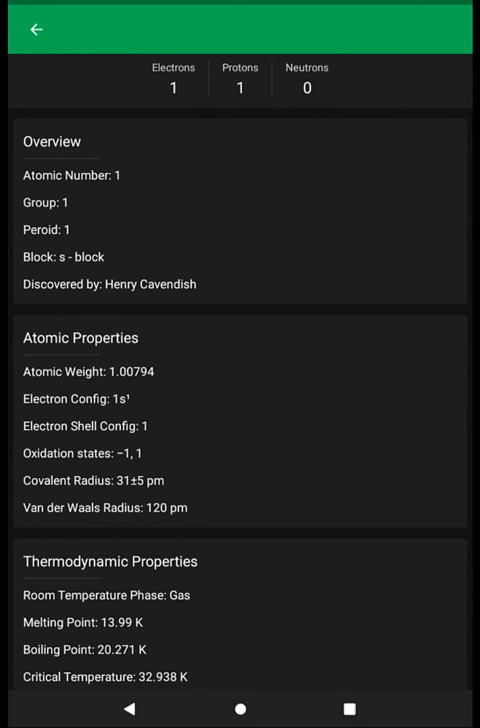 Electrons Protons Neutrons
1 1 0
Overview
Atomic Number: 1
Group: 1
Peroid: 1
Block: s - block
Discovered by: Henry Cavendish
Atomic Properties
Atomic Weight: 1.00794
Electron Config: 1s¹
Electron Shell Config: 1
Oxidation states: −1, 1
Covalent Radius: 31±5 pm
Van der Waals Radius: 120 pm
Thermodynamic Properties
Room Temperature Phase: Gas
Melting Point: 13.99 K
Boiling Point: 20.271 K
Critical Temperature: 32.938 K